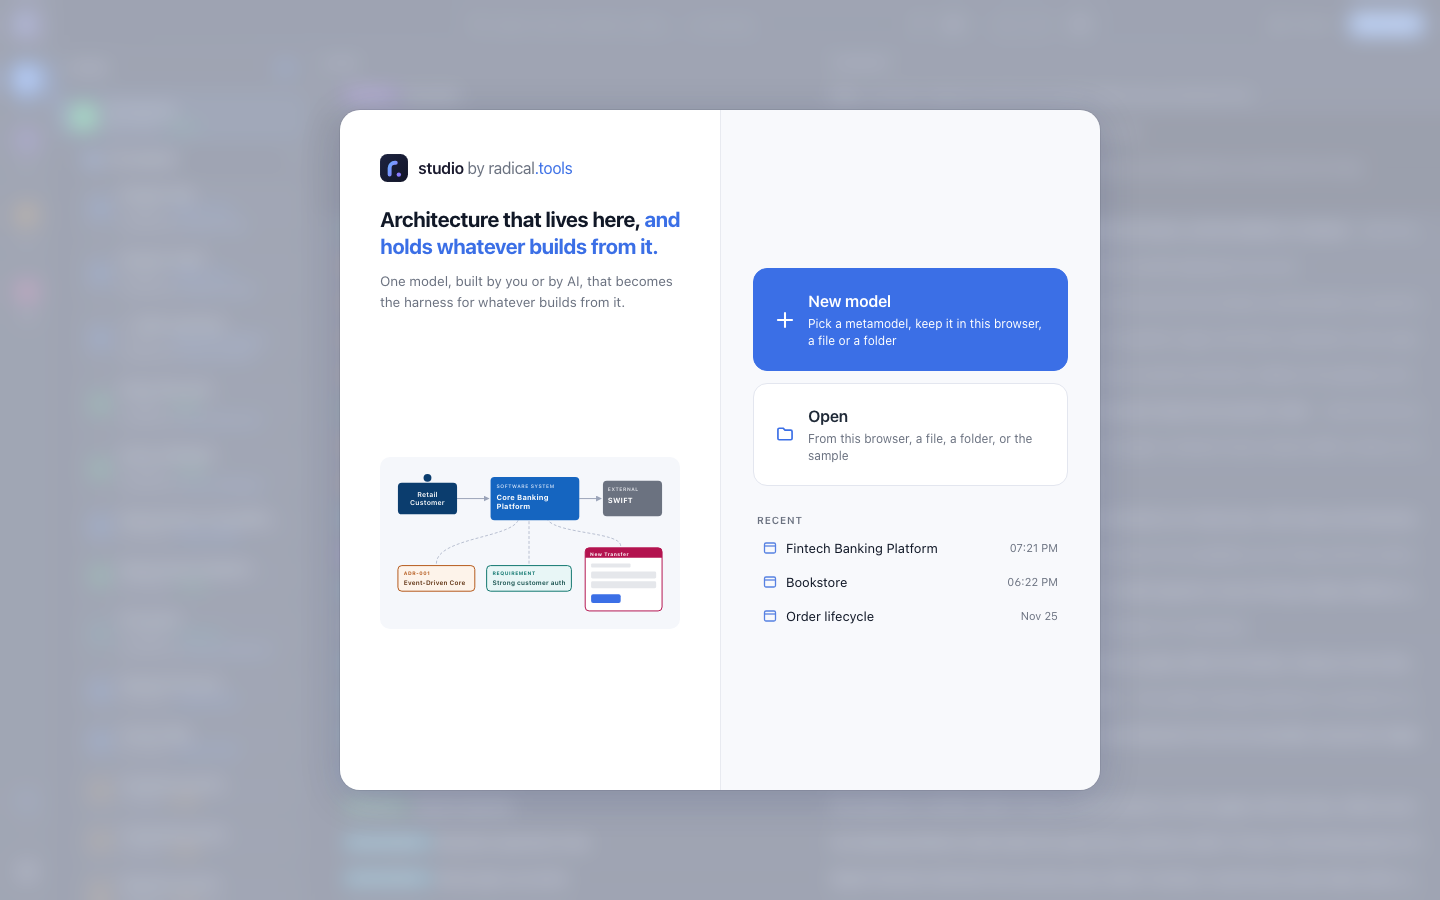 studio by radical.tools
Architecture that lives here, and
holds whatever builds from it.
One model, built by you or by AI, that becomes
the harness for whatever builds from it.
Retail
Customer
SOFTWARE SYSTEM
Core Banking
Platform
EXTERNAL
SWIFT
ADR-001
Event-Driven Core
REQUIREMENT
Strong customer auth
New Transfer
New model
Pick a metamodel, keep it in this browser,
a file or a folder
Open
From this browser, a file, a folder, or the
sample
RECENT
Fintech Banking Platform 07:21 PM
Bookstore 06:22 PM
Order lifecycle Nov 25